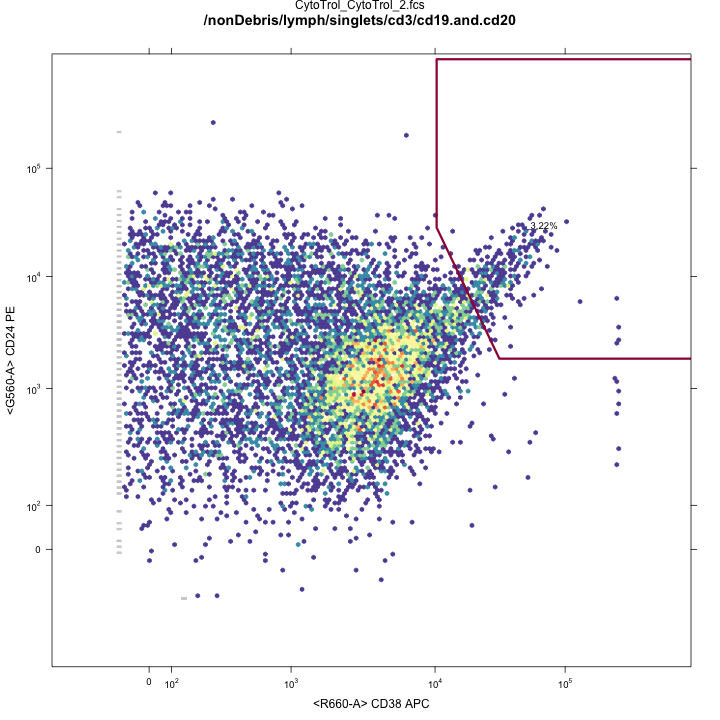 CytoTrol_CytoTrol_2.fcs
/nonDebris/lymph/singlets/cd3/cd19.and.cd20
10^5
3.22%
10^4
10^3
10^2
0
<G560-A> CD24 PE
0 10^2 10^3 10^4 10^5
<R660-A> CD38 APC